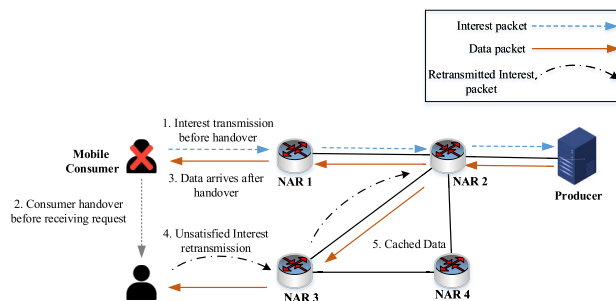 Interest packet
Data packet
Retransmitted Interest
packet
1. Interest transmission
before handover
Mobile
Consumer
3. Data arrives after
handover
NAR 1
NAR 2
Producer
2. Consumer handover
before receiving request
4. Unsatisfied Interest
retransmission
5. Cached Data
NAR 3
NAR 4